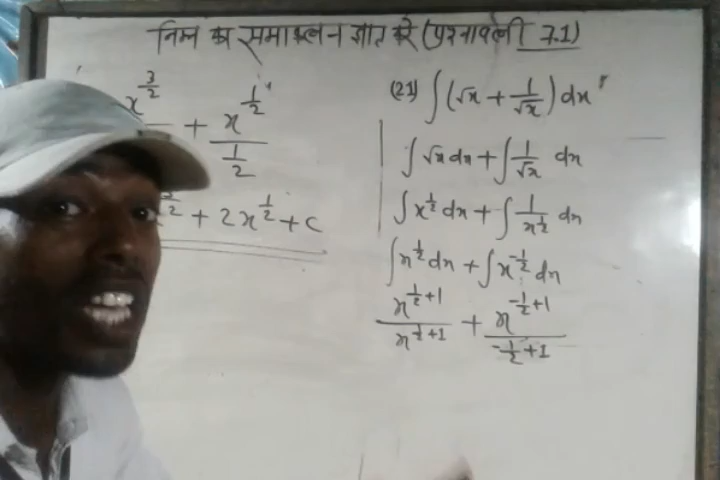 निम्न का समाकलन ज्ञात करे (प्रश्नावली 7.1)
(21) ∫(√x + 1/√x) dx
∫√x dx + ∫1/√x dx
∫x^{1/2} dx + ∫1/x^{1/2} dx
∫x^{1/2} dx + ∫x^{-1/2} dx
x^{1/2+1}/x^{1/2+1} + x^{-1/2+1}/(-1/2+1)
x^{3/2} + x^{1/2}/(1/2)
+ 2x^{1/2} + c